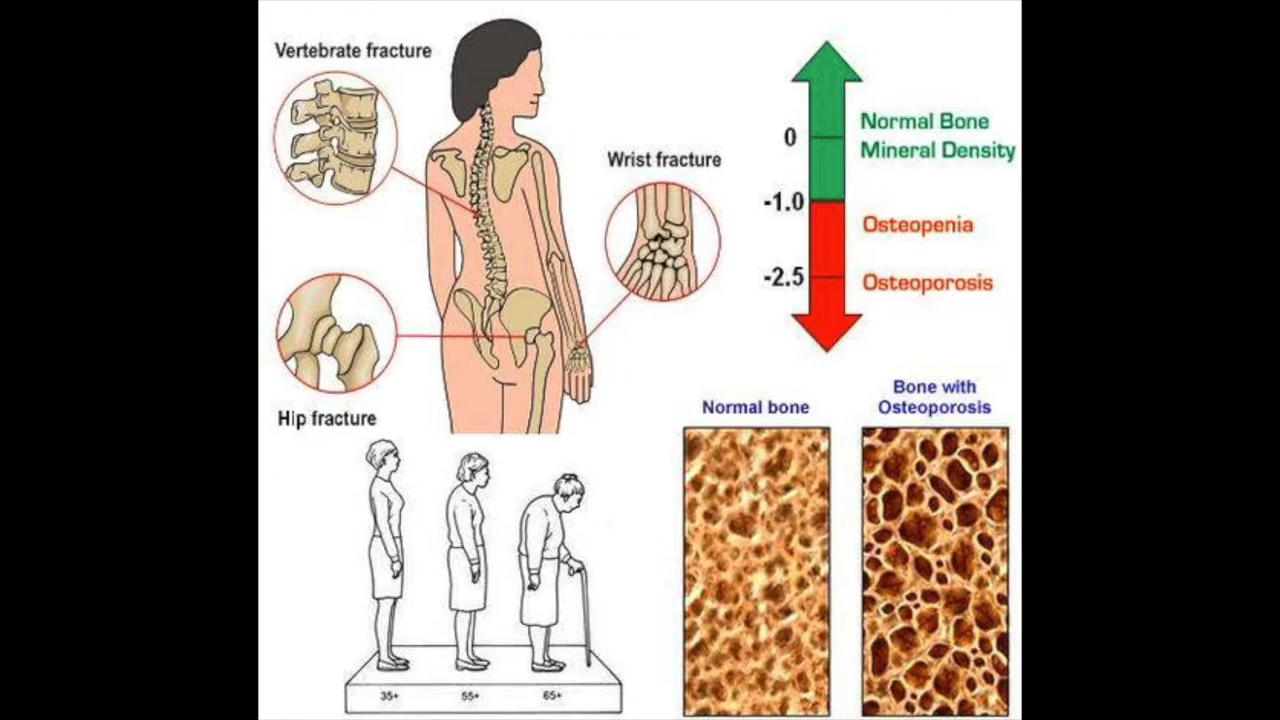 Vertebrate fracture
Wrist fracture
Hip fracture
0
-1.0
-2.5
Normal Bone
Mineral Density
Osteopenia
Osteoporosis
Normal bone
Bone with
Osteoporosis
35+
55+
65+